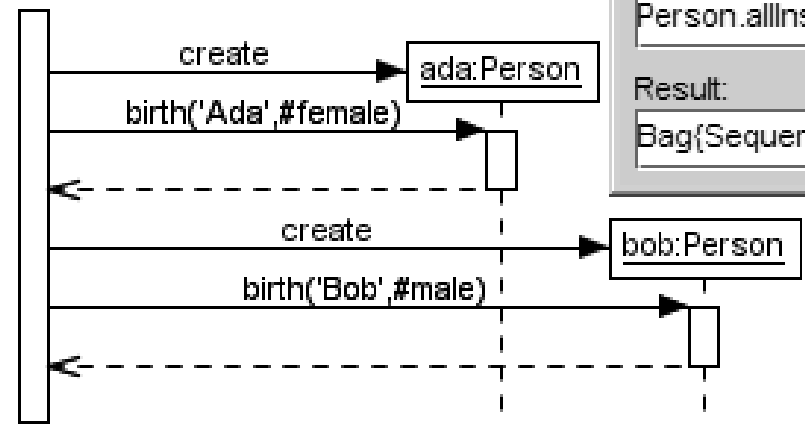 create
ada:Person
birth('Ada',#female)
create
bob:Person
birth('Bob',#male)
Result: